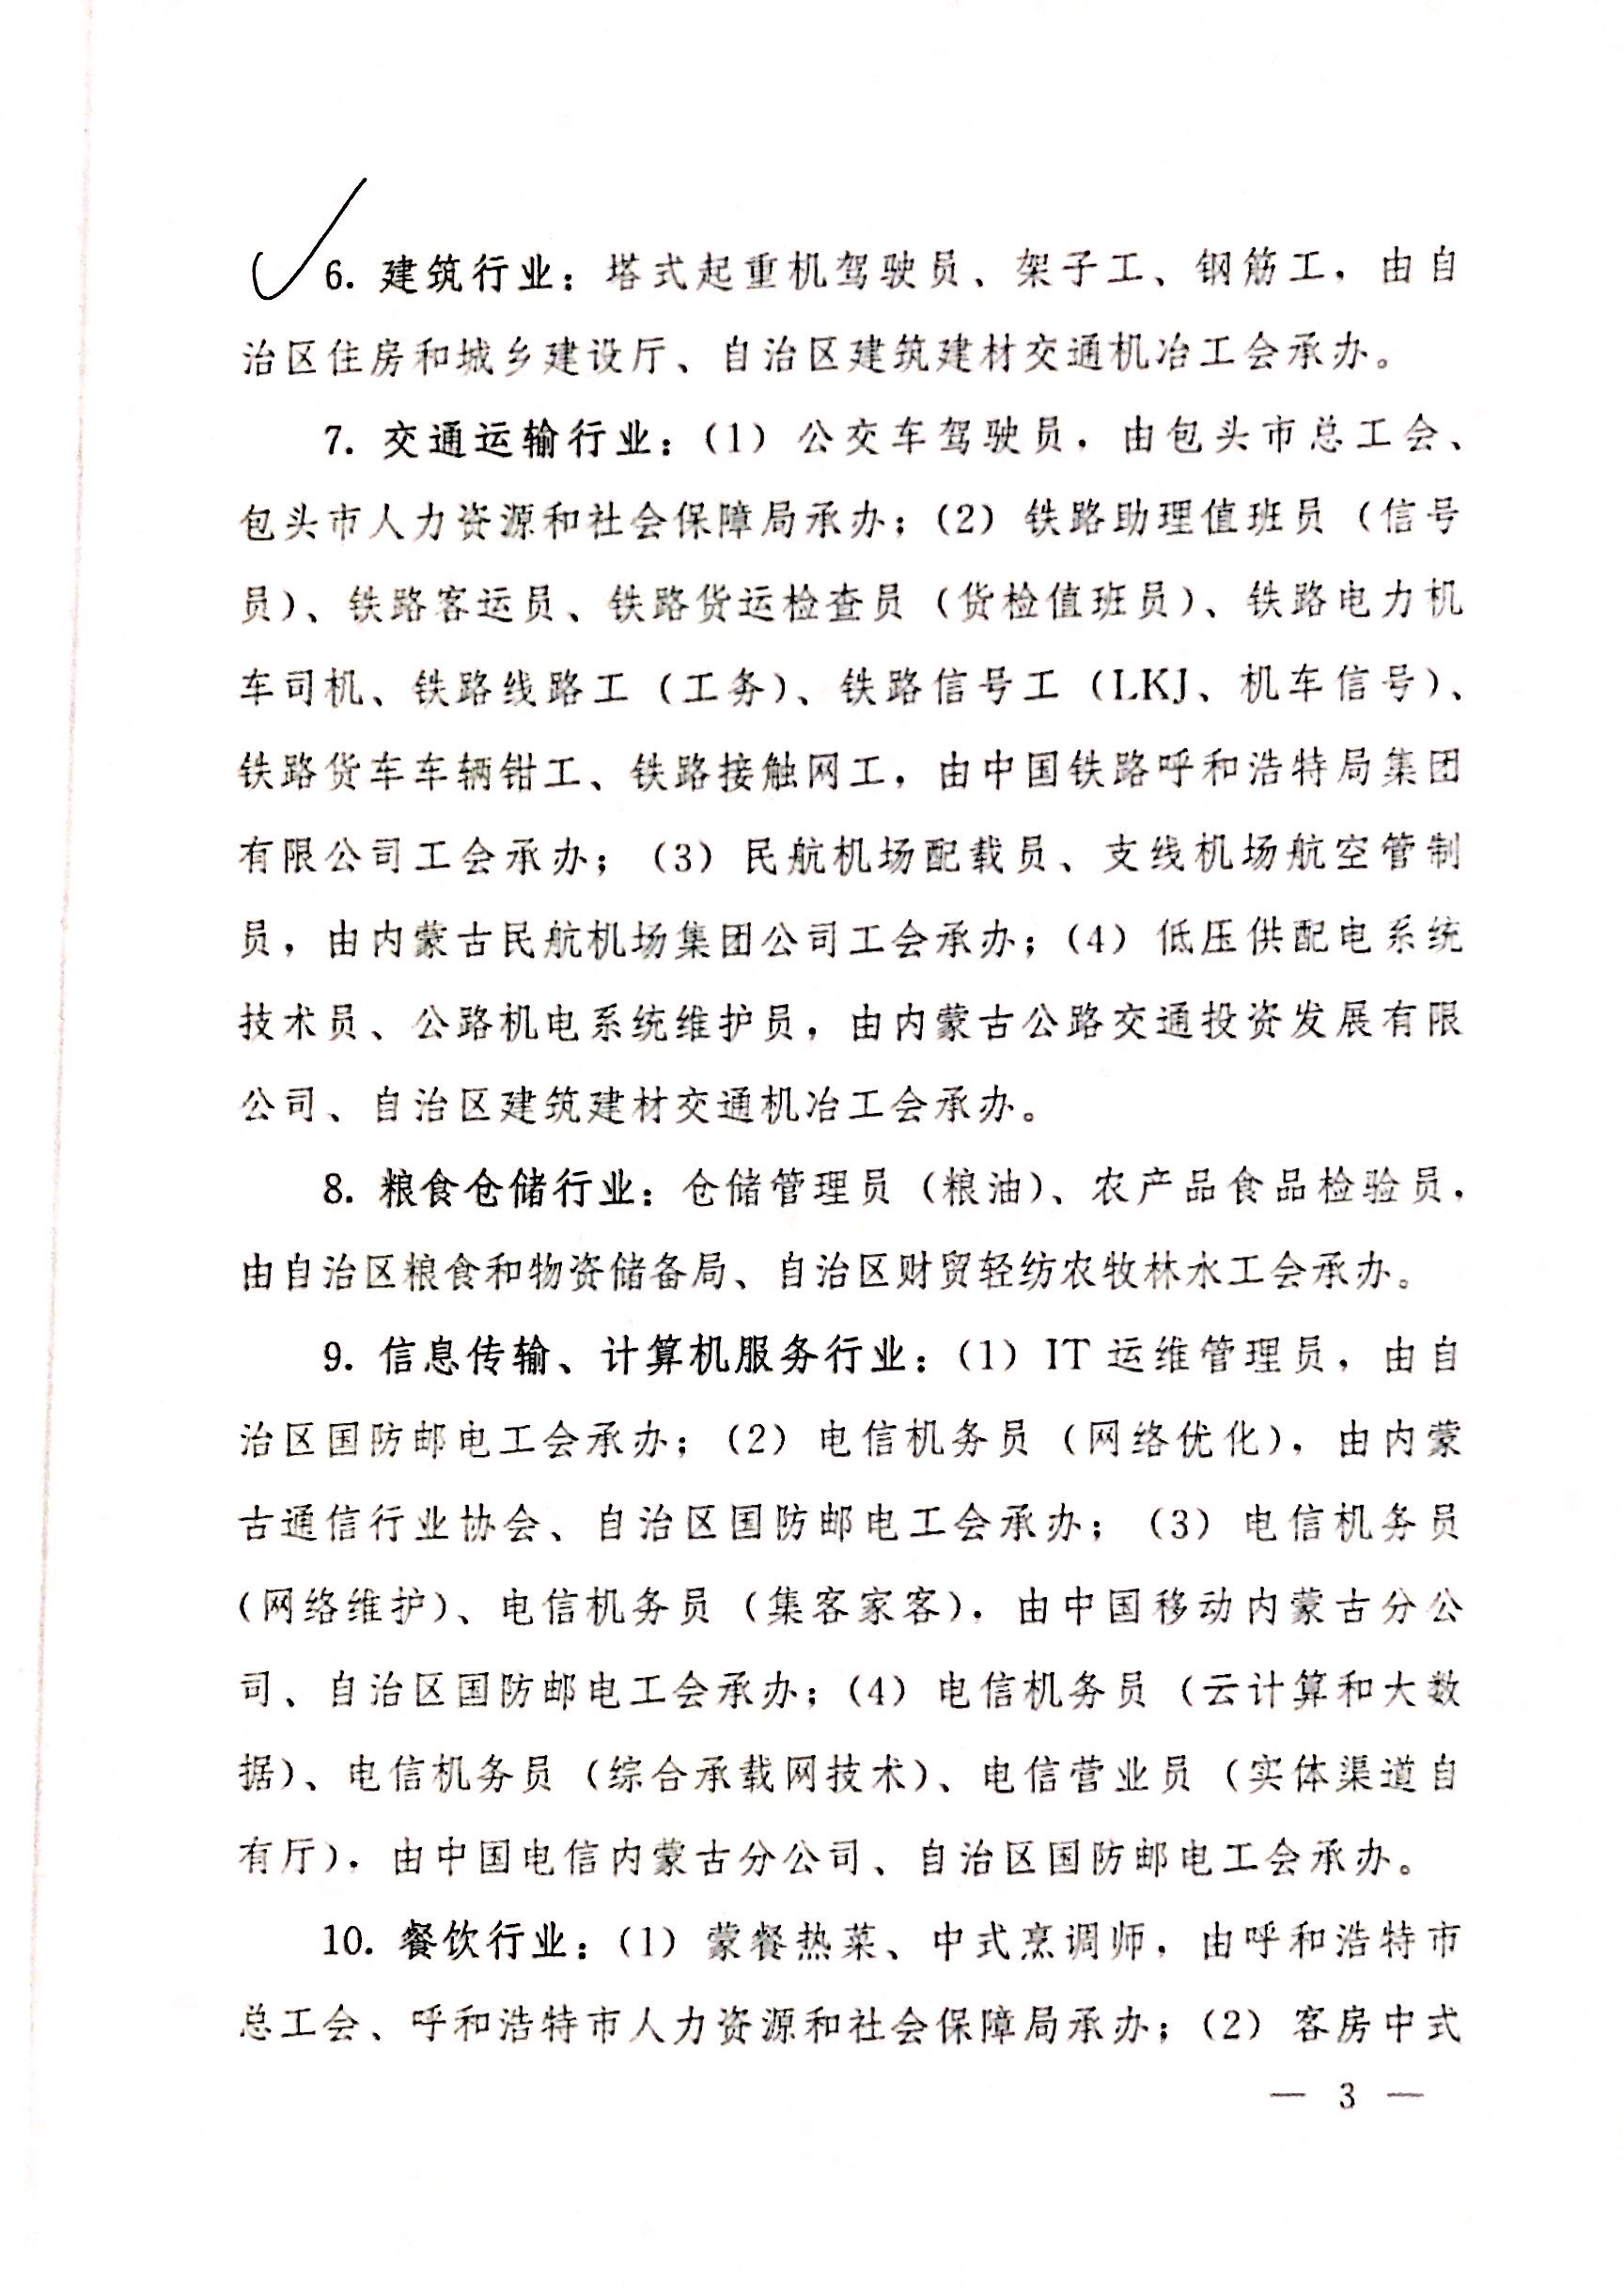 6. 建筑行业：塔式起重机驾驶员、架子工、钢筋工，由自
治区住房和城乡建设厅、自治区建筑建材交通机冶工会承办。
7. 交通运输行业：（1）公交车驾驶员，由包头市总工会、
包头市人力资源和社会保障局承办；（2）铁路助理值班员（信号
员）、铁路客运员、铁路货运检查员（货检值班员）、铁路电力机
车司机、铁路线路工（工务）、铁路信号工（LKJ、机车信号）、
铁路货车车辆钳工、铁路接触网工，由中国铁路呼和浩特局集团
有限公司工会承办；（3）民航机场配载员、支线机场航空管制
员，由内蒙古民航机场集团公司工会承办；（4）低压供配电系统
技术员、公路机电系统维护员，由内蒙古公路交通投资发展有限
公司、自治区建筑建材交通机冶工会承办。
8. 粮食仓储行业：仓储管理员（粮油）、农产品食品检验员，
由自治区粮食和物资储备局、自治区财贸轻纺农牧林水工会承办。
9. 信息传输、计算机服务行业：（1）IT 运维管理员，由自
治区国防邮电工会承办；（2）电信机务员（网络优化），由内蒙
古通信行业协会、自治区国防邮电工会承办；（3）电信机务员
（网络维护）、电信机务员（集客家客），由中国移动内蒙古分公
司、自治区国防邮电工会承办；（4）电信机务员（云计算和大数
据）、电信机务员（综合承载网技术）、电信营业员（实体渠道自
有厅），由中国电信内蒙古分公司、自治区国防邮电工会承办。
10. 餐饮行业：（1）蒙餐热菜、中式烹调师，由呼和浩特市
总工会、呼和浩特市人力资源和社会保障局承办；（2）客房中式
— 3 —